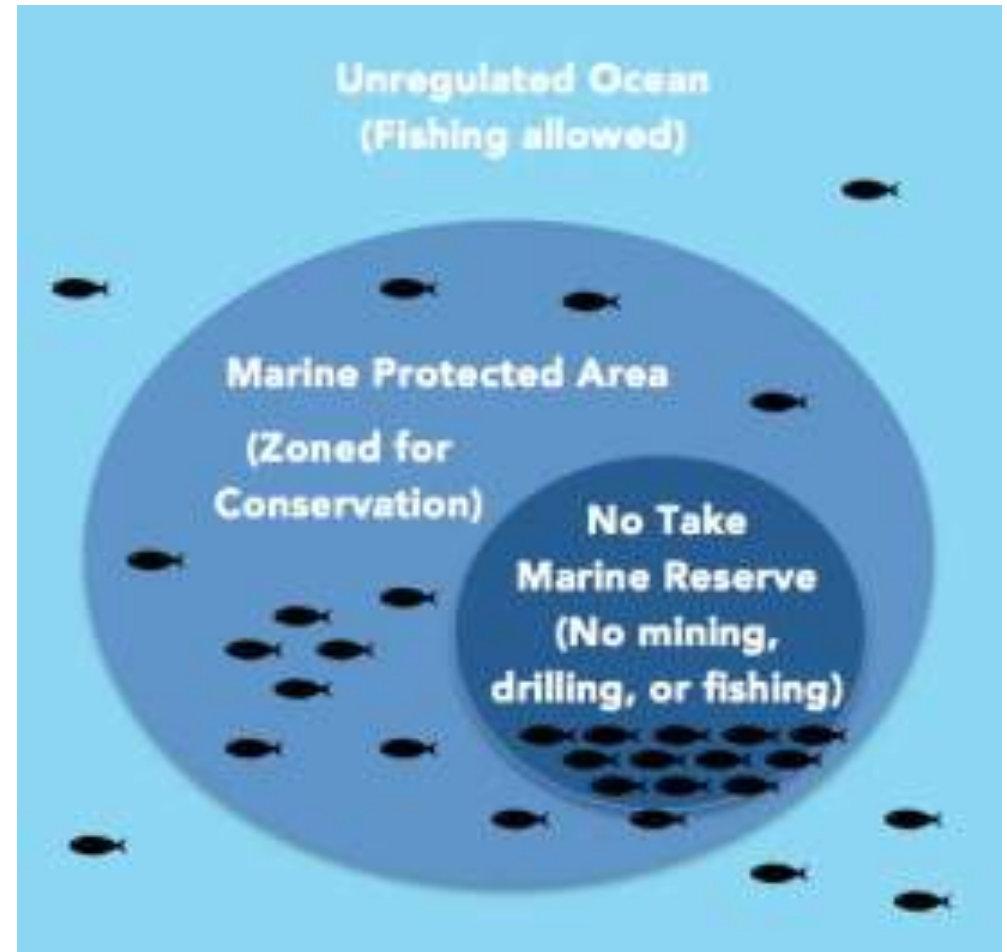 Unregulated Ocean
(Fishing allowed)
Marine Protected Area
(Zoned for
Conservation)
No Take
Marine Reserve
(No mining,
drilling, or fishing)